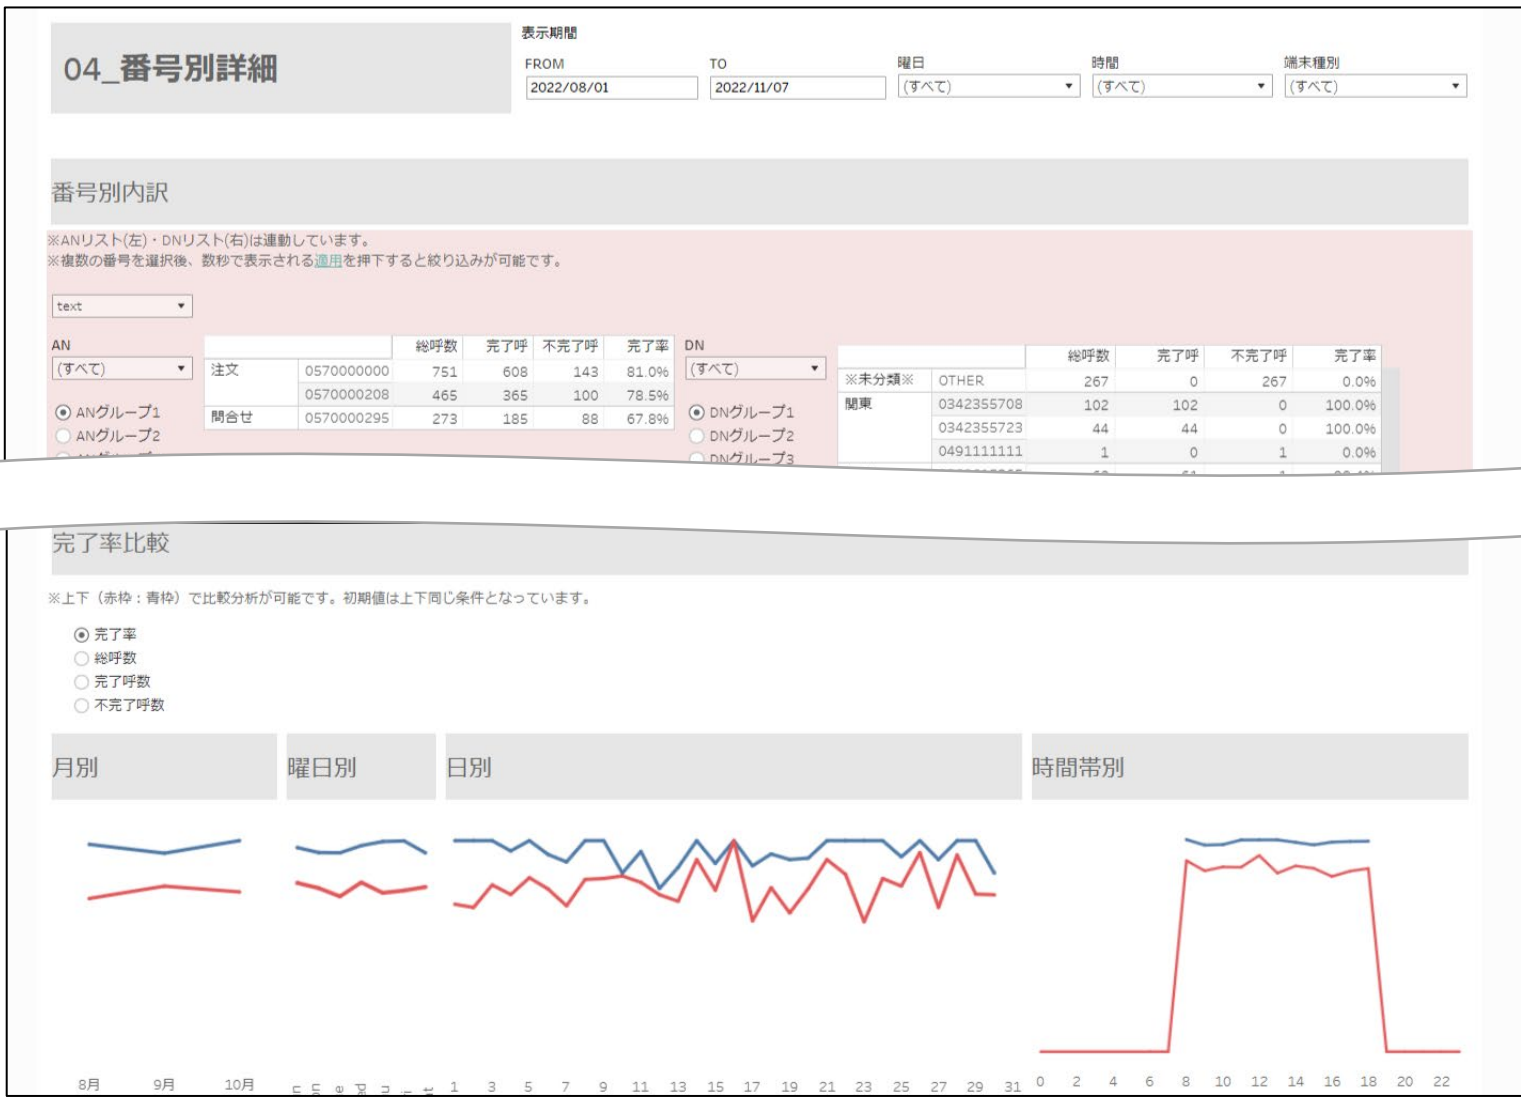 04_番号別詳細
表示期間
FROM TO 曜日 時間 端末種別
2022/08/01 2022/11/07 (すべて) (すべて) (すべて)
番号別内訳
※ANリスト(左)・DNリスト(右)は連動しています。
※複数の番号を選択後、数秒で表示される適用を押下すると絞り込みが可能です。
text
AN
(すべて)
ANグループ1
ANグループ2
総呼数 完了呼 不完了呼 完了率
注文 0570000000 751 608 143 81.0%
0570000208 465 365 100 78.5%
問合せ 0570000295 273 185 88 67.8%
DN
(すべて)
DNグループ1
DNグループ2
DNグループ3
総呼数 完了呼 不完了呼 完了率
※未分類※ OTHER 267 0 267 0.0%
関東 0342355708 102 102 0 100.0%
0342355723 44 44 0 100.0%
0491111111 1 0 1 0.0%
完了率比較
※上下（赤枠：青枠）で比較分析が可能です。初期値は上下同じ条件となっています。
完了率
総呼数
完了呼数
不完了呼数
月別 曜日別 日別 時間帯別
8月 9月 10月
1 3 5 7 9 11 13 15 17 19 21 23 25 27 29 31
0 2 4 6 8 10 12 14 16 18 20 22